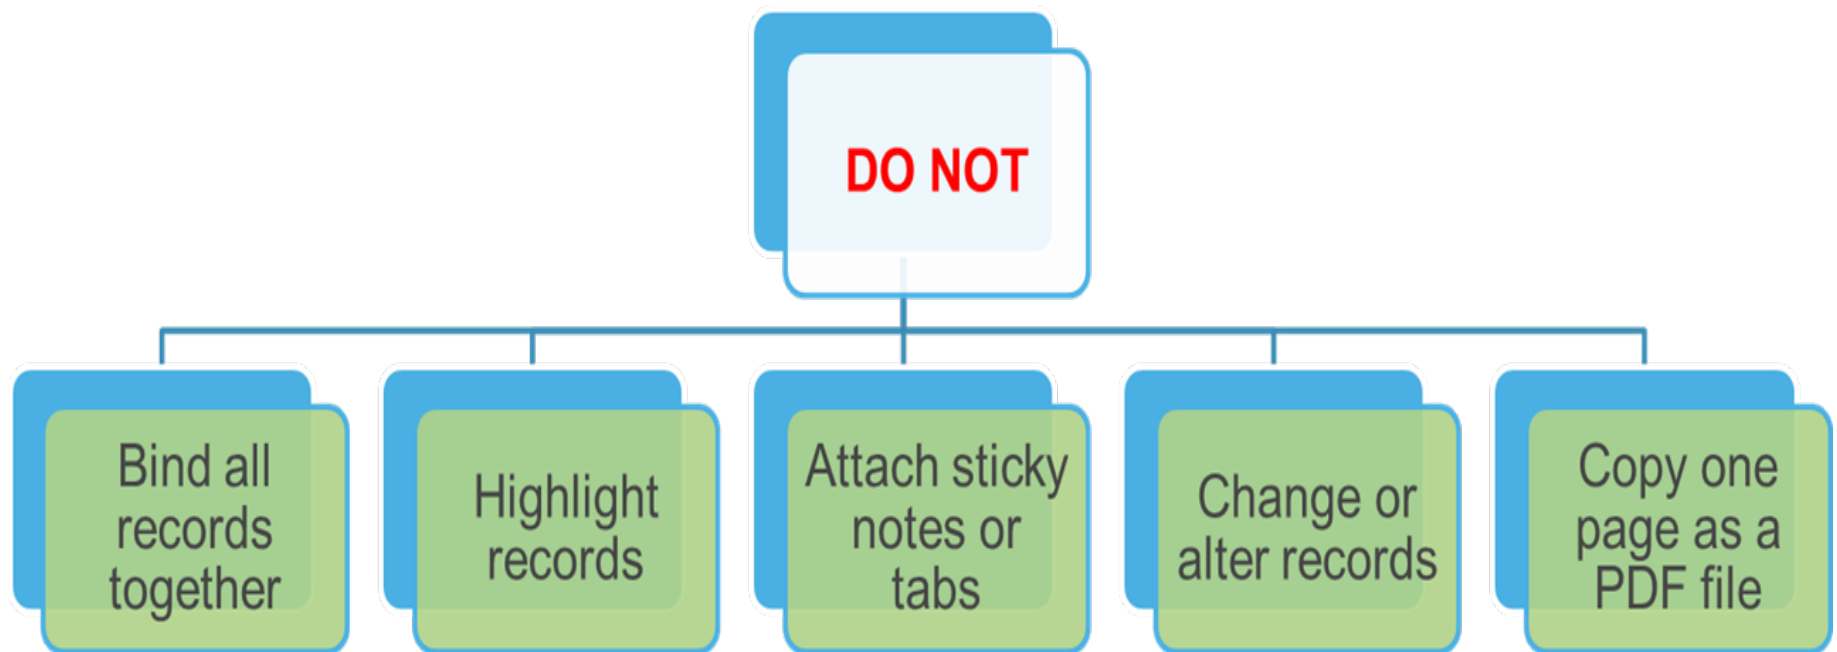 DO NOT
Bind all
records
together
Highlight
records
Attach sticky
notes or
tabs
Change or
alter records
Copy one
page as a
PDF file